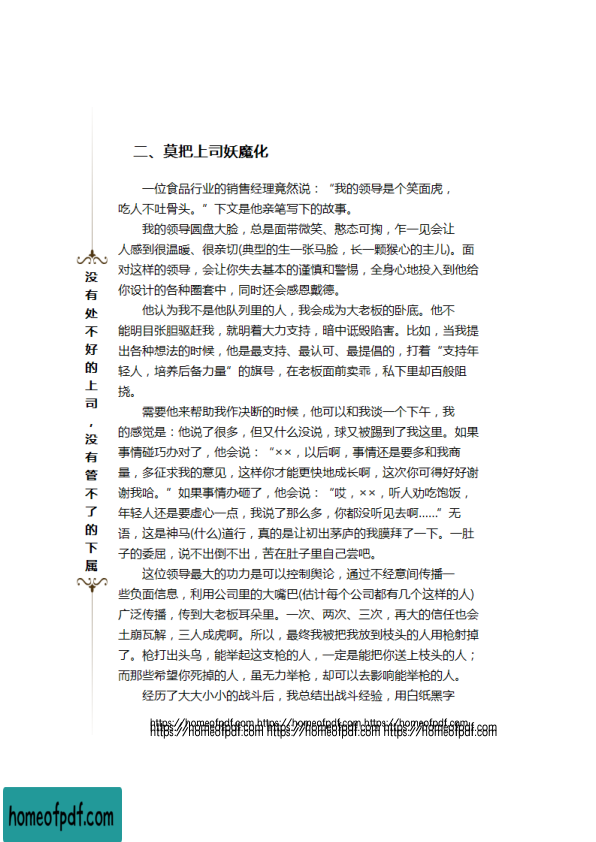 二、莫把上司妖魔化
一位食品行业的销售经理竟然说：“我的领导是个笑面虎，
吃人不吐骨头。”下文是他亲笔写下的故事。
我的领导圆盘大脸，总是面带微笑、憨态可掬，乍一见会让
人感到很温暖、很亲切(典型的生一张马脸，长一颗猴心的主儿)。面
对这样的领导，会让你失去基本的谨慎和警惕，全身心地投入到他给
你设计的各种圈套中，同时还会感恩戴德。
他认为我不是他队列里的人，我会成为大老板的卧底。他不
能明目张胆驱赶我，就明着大力支持，暗中诋毁陷害。比如，当我提
出各种想法的时候，他是最支持、最认可、最提倡的，打着“支持年
轻人，培养后备力量”的旗号，在老板面前卖乖，私下里却百般阻
挠。
需要他来帮助我作决断的时候，他可以和我谈一个下午，我
的感觉是：他说了很多，但又什么没说，球又被踢到了我这里。如果
事情碰巧办对了，他会说：“××，以后啊，事情还是要多和我商
量，多征求我的意见，这样你才能更快地成长啊，这次你可得好好谢
谢我哈。”如果事情办砸了，他会说：“哎，××，听人劝吃饱饭，
年轻人还是要虚心一点，我说了那么多，你都没听见去啊……”无
语，这是神马(什么)道行，真的是让初出茅庐的我膜拜了一下。一肚
子的委屈，说不出倒不出，苦在肚子里自己尝吧。
这位领导最大的功力是可以控制舆论，通过不经意间传播一
些负面信息，利用公司里的大嘴巴(估计每个公司都有几个这样的人)
广泛传播，传到大老板耳朵里。一次、两次、三次，再大的信任也会
土崩瓦解，三人成虎啊。所以，最终我被把我放到枝头的人用枪射掉
了。枪打出头鸟，能举起这支枪的人，一定是能把你送上枝头的人；
而那些希望你死掉的人，虽无力举枪，却可以去影响能举枪的人。
经历了大大小小的战斗后，我总结出战斗经验，用白纸黑字
没有处不好的上司，没有管不了的下属
https://homeofpdf.com https://homeofpdf.com https://homeofpdf.com
https://homeofpdf.com https://homeofpdf.com https://homeofpdf.com
homeofpdf.com